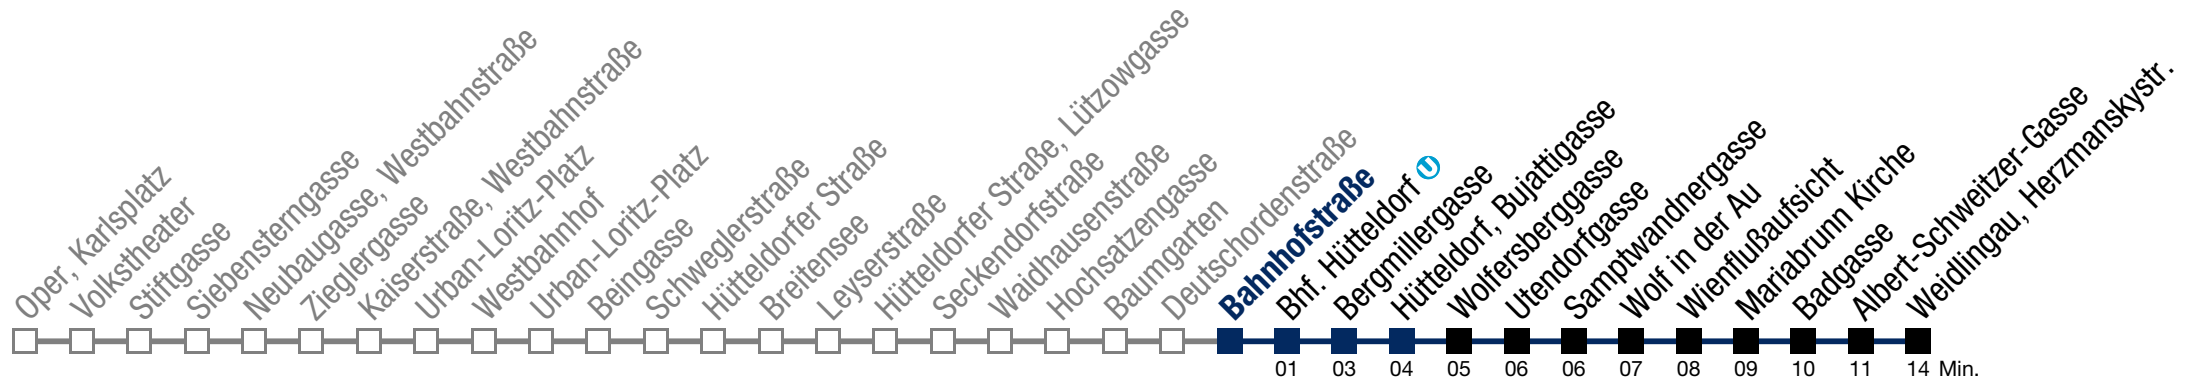 Oper, Karlsplatz
Volkstheater
Stiftgasse
Siebensterngasse
Neubaugasse, Westbahnstraße
Zieglergasse
Kaiserstraße, Westbahnstraße
Urban-Loritz-Platz
Westbahnhof
Urban-Loritz-Platz
Beingasse
Schweglerstraße
Hütteldorfer Straße
Breitensee
Leyserstraße
Hütteldorfer Straße, Lützowgasse
Seckendorfstraße
Waidhausenstraße
Hochsatzengasse
Baumgarten
Deutschordenstraße
Bahnhofstraße
Bhf. Hütteldorf U
Bergmillergasse
Hütteldorf, Bujattigasse
Wolfersberggasse
Utendorfgasse
Samptwandnergasse
Wolf in der Au
Wienflußaufsicht
Mariabrunn Kirche
Badgasse
Albert-Schweitzer-Gasse
Weidlingau, Herzmanskystr.
01 03 04 05 06 06 07 08 09 10 11 14 Min.